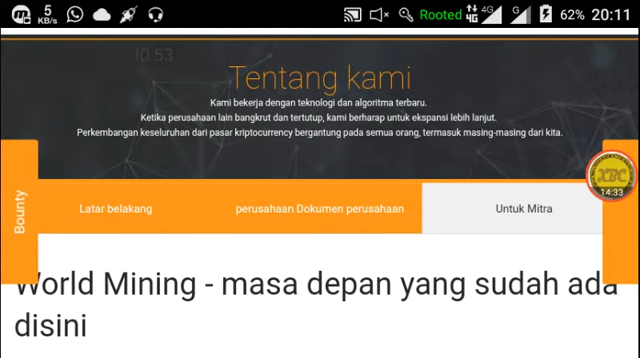 5
KB/s
Rooted
4G
4G
G
62%
20:11
10.53
Tentang kami
Kami bekerja dengan teknologi dan algoritma terbaru.
Ketika perusahaan lain bangkrut dan tertutup, kami berharap untuk ekspansi lebih lanjut.
Perkembangan keseluruhan dari pasar kriptocurrency bergantung pada semua orang, termasuk masing-masing dari kita.
Bounty
XBC
14:33
Latar belakang
perusahaan Dokumen perusahaan
Untuk Mitra
World Mining - masa depan yang sudah ada
disini